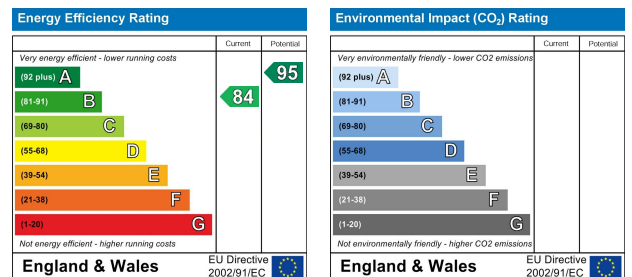 Energy Efficiency Rating
Current Potential
Very energy efficient - lower running costs
(92 plus) A
95
(81-91) B
84
(69-80) C
(55-68) D
(39-54) E
(21-38) F
(1-20) G
Not energy efficient - higher running costs
England & Wales
EU Directive
2002/91/EC
Environmental Impact (CO₂) Rating
Current Potential
Very environmentally friendly - lower CO2 emissions
(92 plus) A
(81-91) B
(69-80) C
(55-68) D
(39-54) E
(21-38) F
(1-20) G
Not environmentally friendly - higher CO2 emissions
England & Wales
EU Directive
2002/91/EC